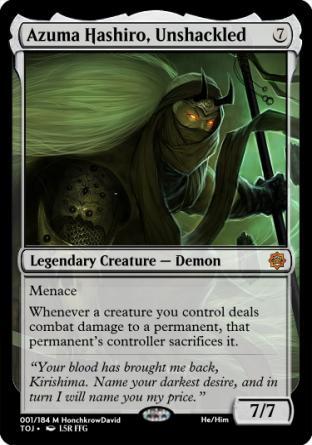 Azuma Hashiro, Unshackled 7
Legendary Creature — Demon
Menace
Whenever a creature you control deals
combat damage to a permanent, that
permanent's controller sacrifices it.
“Your blood has brought me back,
Kirishima. Name your darkest desire, and in
turn I will name you my price.”
7/7
001/184 M HonchkrowDavid He/Him
TOJ • LSR FFG